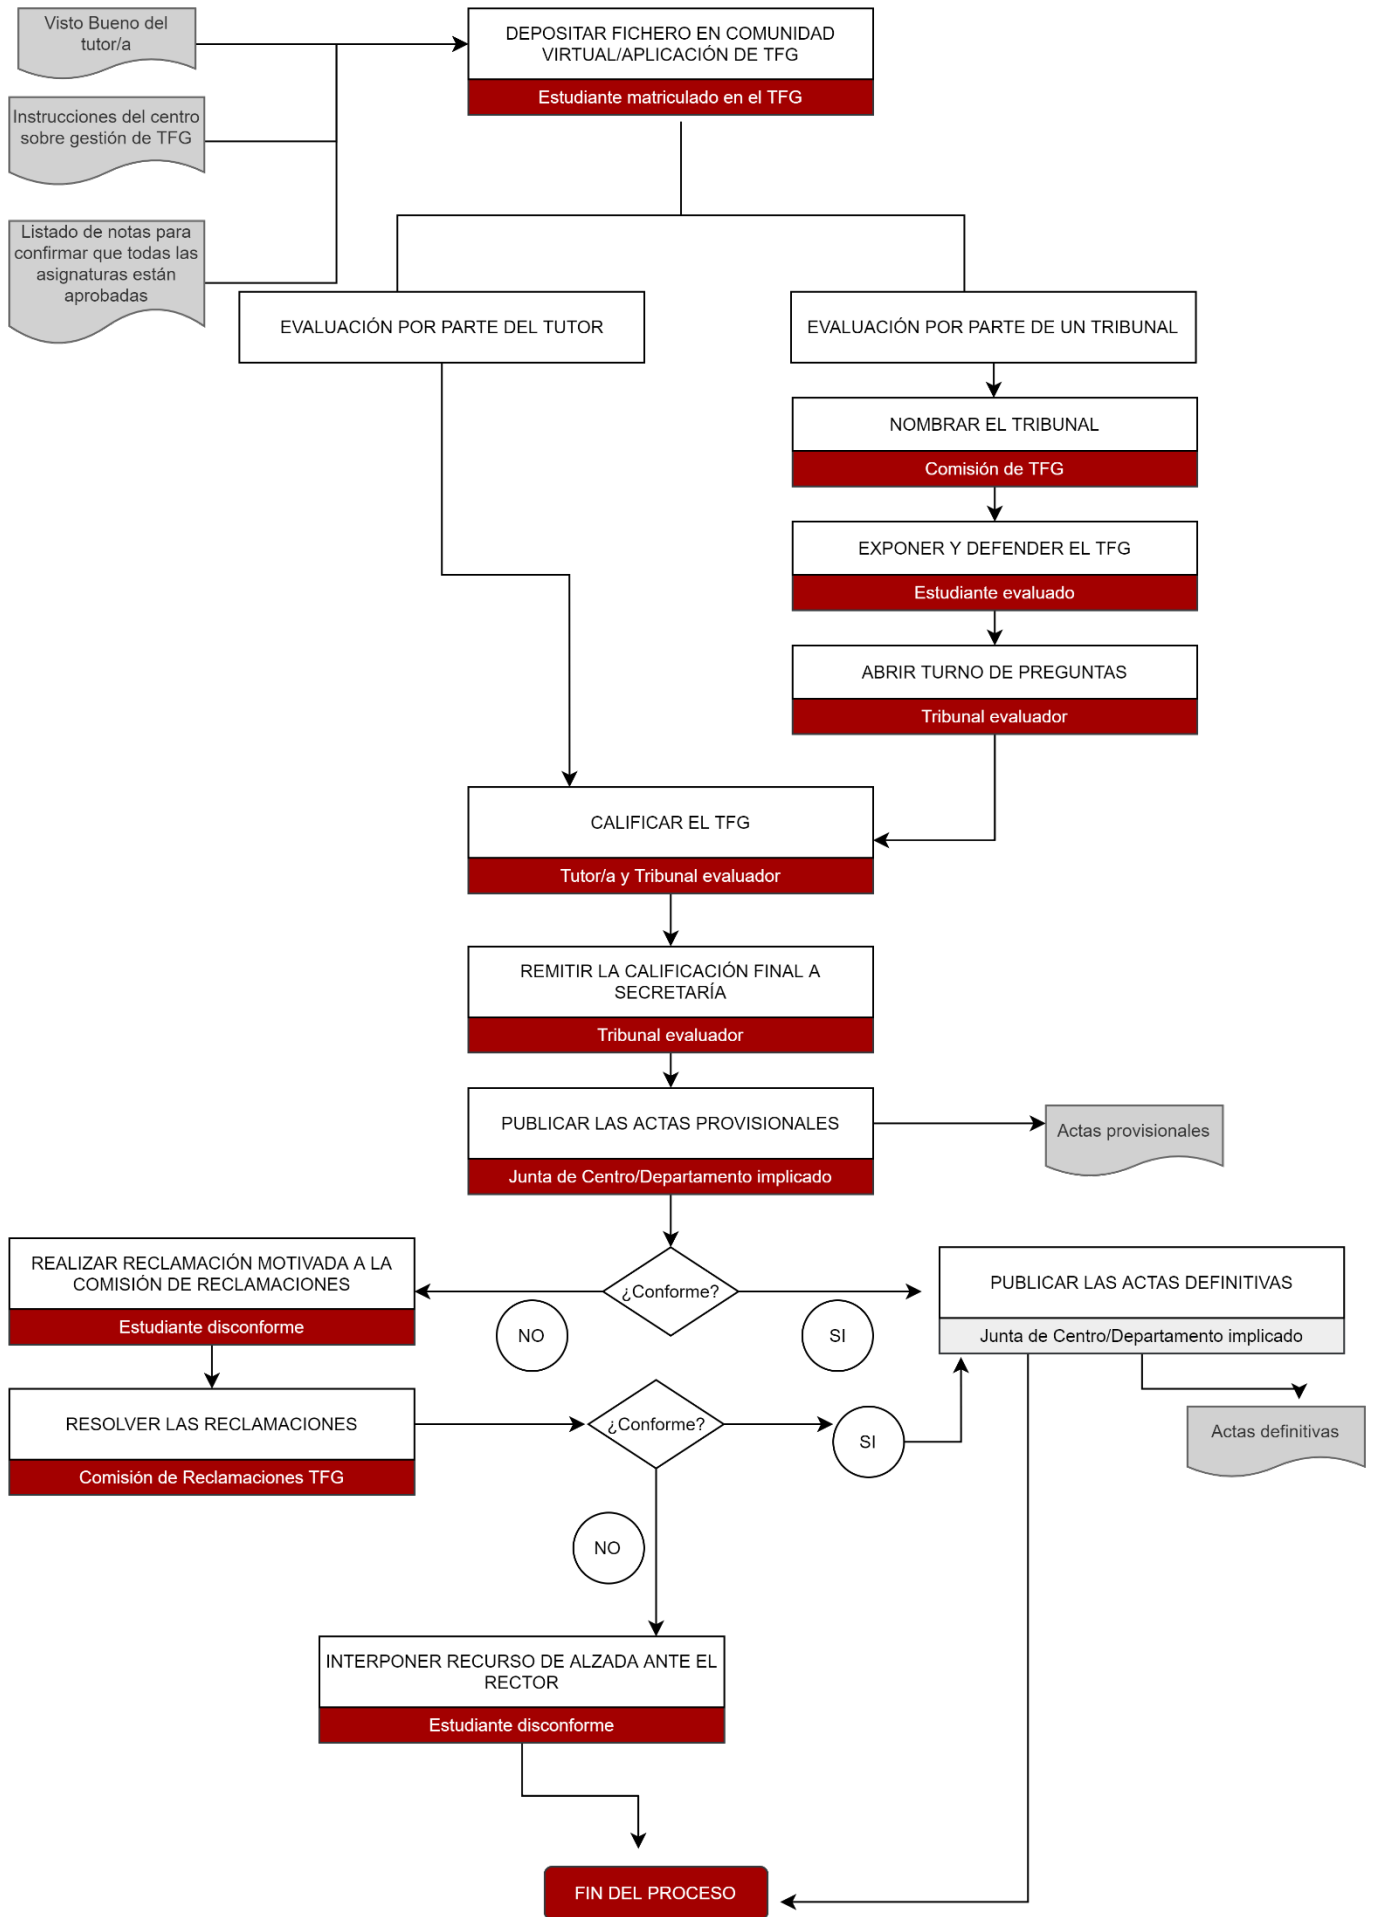 Visto Bueno del
tutor/a
DEPOSITAR FICHERO EN COMUNIDAD
VIRTUAL/APLICACIÓN DE TFG
Estudiante matriculado en el TFG
Instrucciones del centro
sobre gestión de TFG
Listado de notas para
confirmar que todas las
asignaturas están
aprobadas
EVALUACIÓN POR PARTE DEL TUTOR
EVALUACIÓN POR PARTE DE UN TRIBUNAL
NOMBRAR EL TRIBUNAL
Comisión de TFG
EXPONER Y DEFENDER EL TFG
Estudiante evaluado
ABRIR TURNO DE PREGUNTAS
Tribunal evaluador
CALIFICAR EL TFG
Tutor/a y Tribunal evaluador
REMITIR LA CALIFICACIÓN FINAL A
SECRETARÍA
Tribunal evaluador
PUBLICAR LAS ACTAS PROVISIONALES
Junta de Centro/Departamento implicado
Actas provisionales
REALIZAR RECLAMACIÓN MOTIVADA A LA
COMISIÓN DE RECLAMACIONES
Estudiante disconforme
¿Conforme?
NO
SI
PUBLICAR LAS ACTAS DEFINITIVAS
Junta de Centro/Departamento implicado
RESOLVER LAS RECLAMACIONES
Comisión de Reclamaciones TFG
¿Conforme?
SI
Actas definitivas
NO
INTERPONER RECURSO DE ALZADA ANTE EL
RECTOR
Estudiante disconforme
FIN DEL PROCESO